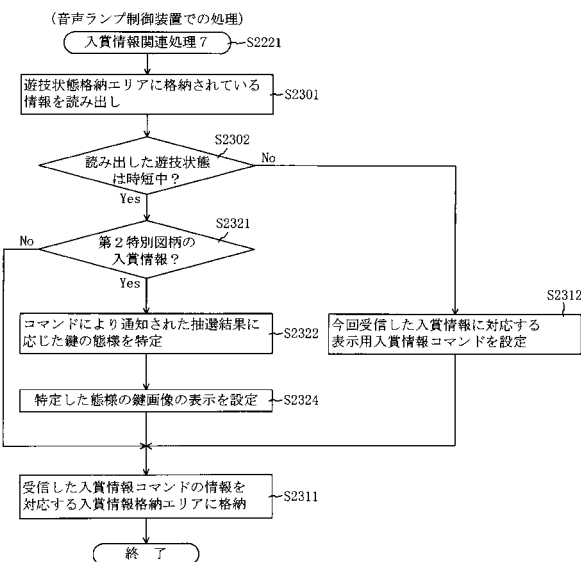 (音声ランプ制御装置での処理)
入賞情報関連処理7
S2221
遊技状態格納エリアに格納されている
情報を読み出し
S2301
S2302
読み出した遊技状態
は時短中?
No
Yes
S2321
No
第2特別図柄の
入賞情報?
Yes
コマンドにより通知された抽選結果に
応じた鍵の態様を特定
S2322
S2312
今回受信した入賞情報に対応する
表示用入賞情報コマンドを設定
特定した態様の鍵画像の表示を設定
S2324
受信した入賞情報コマンドの情報を
対応する入賞情報格納エリアに格納
S2311
終 了